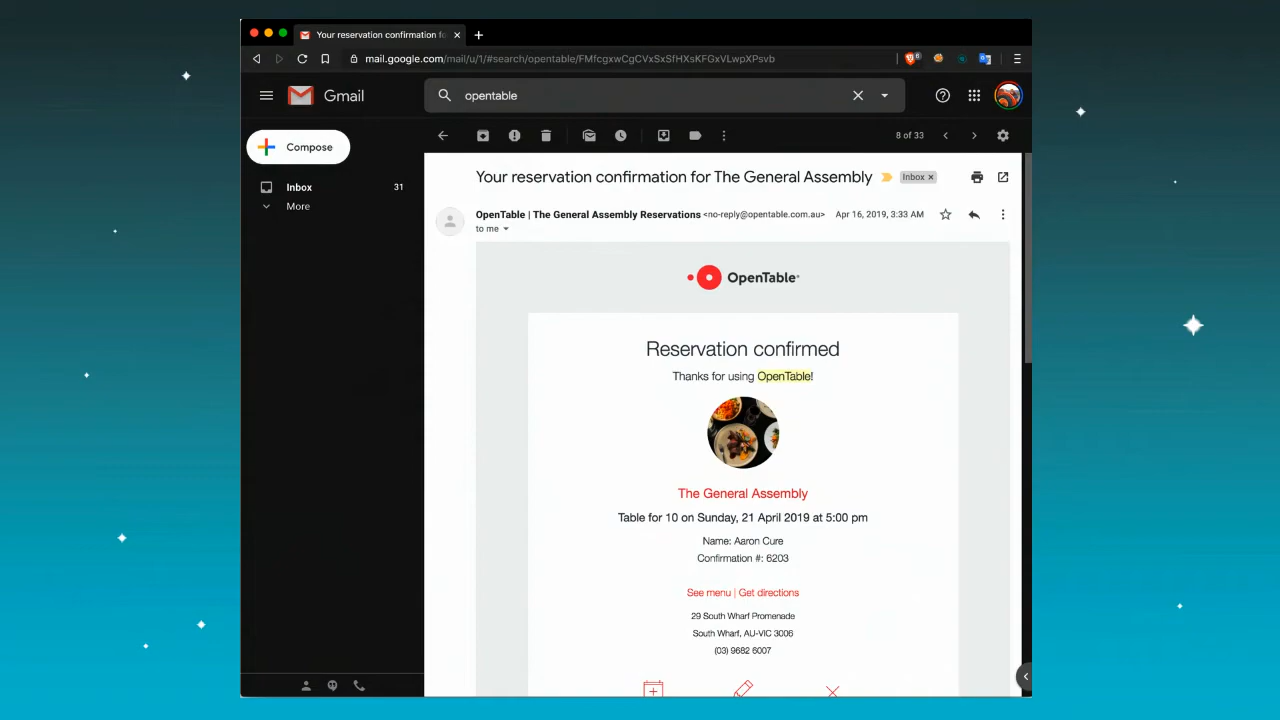 Your reservation confirmation fo
mail.google.com/mail/u/1/#search/opentable/FMfcgxwCgCVxSxSfHXsKFGxVLwpXPsvb
6
Gmail
opentable
Compose
8 of 33
Inbox 31
More
Your reservation confirmation for The General Assembly
Inbox
OpenTable | The General Assembly Reservations <no-reply@opentable.com.au> Apr 16, 2019, 3:33 AM
to me
OpenTable®
Reservation confirmed
Thanks for using OpenTable!
The General Assembly
Table for 10 on Sunday, 21 April 2019 at 5:00 pm
Name: Aaron Cure
Confirmation #: 6203
See menu | Get directions
29 South Wharf Promenade
South Wharf, AU-VIC 3006
(03) 9682 6007